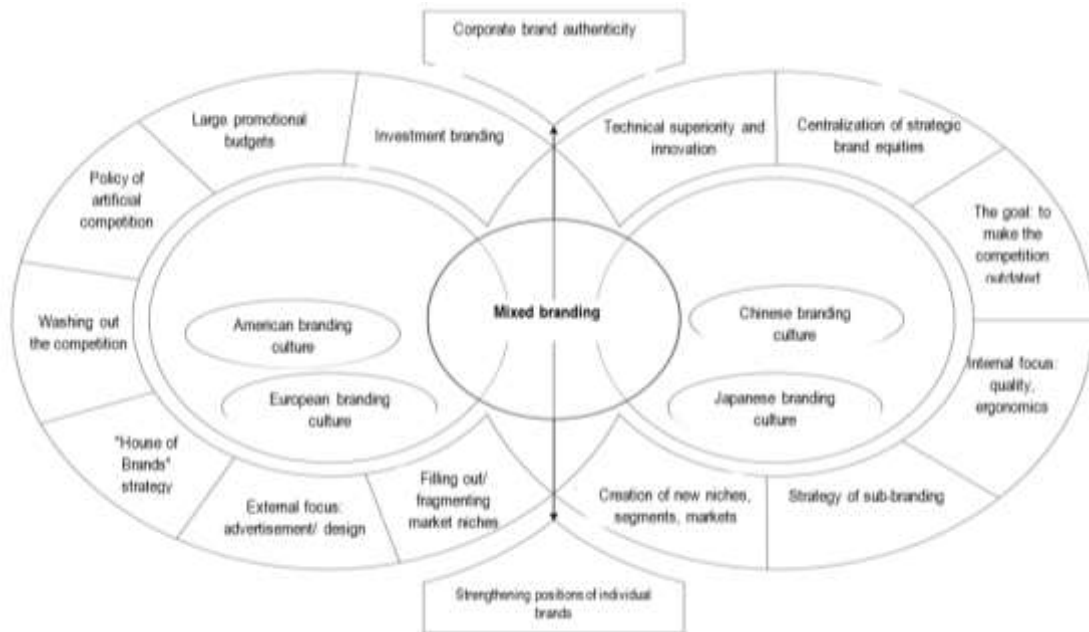 Corporate brand authenticity
Large promotional
budgets
Investment branding
Technical superiority and
innovation
Centralization of strategic
brand equities
Policy of
artificial
competition
The goal: to
make the
competition
outdated
Washing out
the competition
American branding
culture
Mixed branding
Chinese branding
culture
European branding
culture
Japanese branding
culture
Internal focus:
quality,
ergonomics
"House of
Brands"
strategy
External focus:
advertisement/ design
Filling out/
fragmenting
market niches
Creation of new niches,
segments, markets
Strategy of sub-branding
Strengthening positions of individual
brands